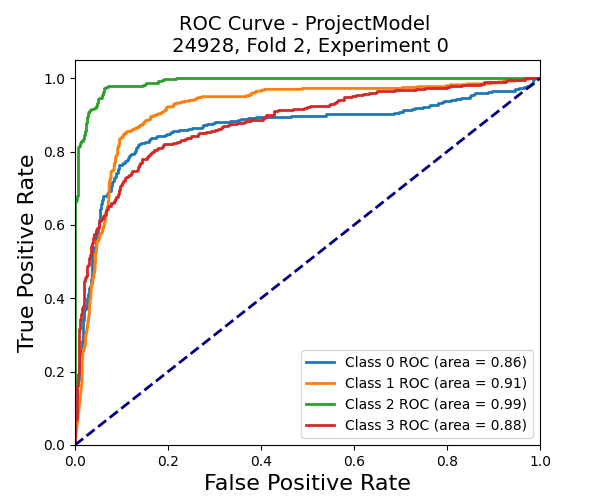 ROC Curve - ProjectModel
24928, Fold 2, Experiment 0
True Positive Rate
1.0
0.8
0.6
0.4
0.2
0.0
Class 0 ROC (area = 0.86)
Class 1 ROC (area = 0.91)
Class 2 ROC (area = 0.99)
Class 3 ROC (area = 0.88)
0.0 0.2 0.4 0.6 0.8 1.0
False Positive Rate